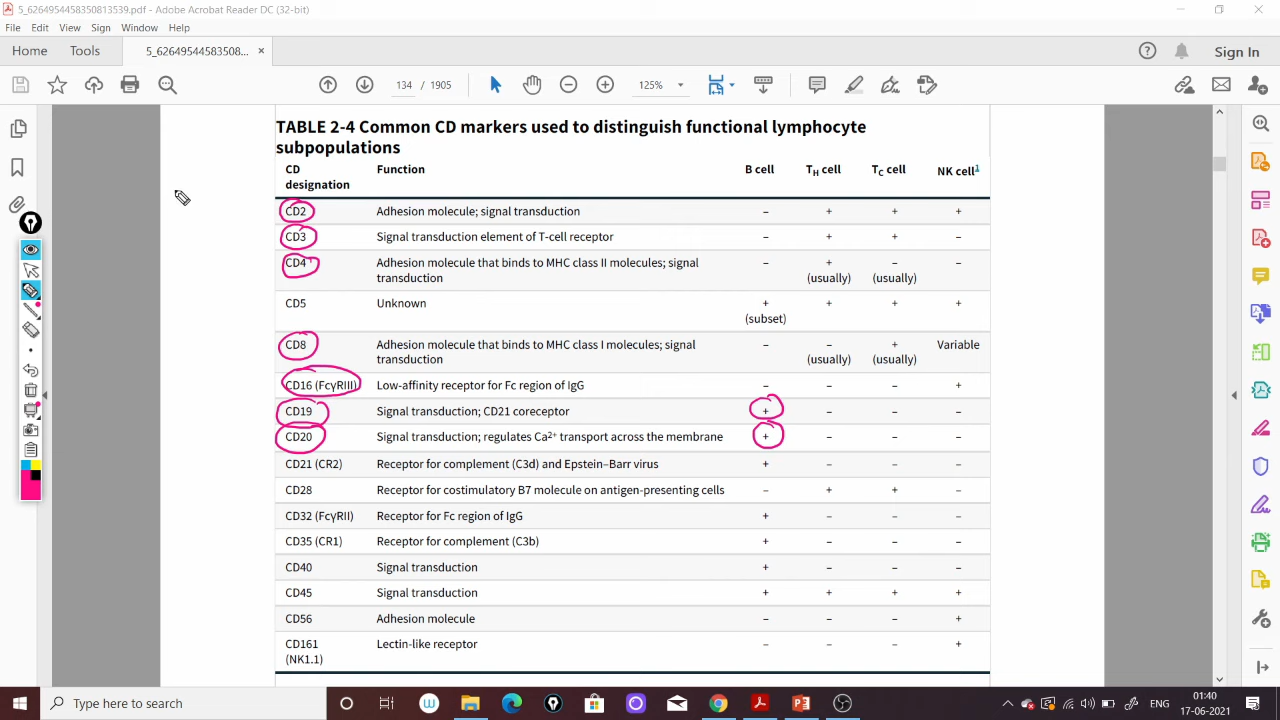 5_6264954458350813539.pdf - Adobe Acrobat Reader DC (32-bit)
File Edit View Sign Window Help
Home Tools 5_62649544583508... × Sign In
134 / 1905 125%
TABLE 2-4 Common CD markers used to distinguish functional lymphocyte
subpopulations
CD designation Function B cell TH cell TC cell NK cell1
CD2 Adhesion molecule; signal transduction – + + +
CD3 Signal transduction element of T-cell receptor – + + –
CD4 Adhesion molecule that binds to MHC class II molecules; signal transduction – + (usually) – (usually) –
CD5 Unknown + (subset) + + +
CD8 Adhesion molecule that binds to MHC class I molecules; signal transduction – – (usually) + (usually) Variable
CD16 (FcγRIII) Low-affinity receptor for Fc region of IgG – – – +
CD19 Signal transduction; CD21 coreceptor + – – –
CD20 Signal transduction; regulates Ca2+ transport across the membrane + – – –
CD21 (CR2) Receptor for complement (C3d) and Epstein–Barr virus + – – –
CD28 Receptor for costimulatory B7 molecule on antigen-presenting cells – + + –
CD32 (FcγRII) Receptor for Fc region of IgG + – – –
CD35 (CR1) Receptor for complement (C3b) + – – –
CD40 Signal transduction + – – –
CD45 Signal transduction + + + +
CD56 Adhesion molecule – – – +
CD161 (NK1.1) Lectin-like receptor – – – +
Type here to search
ENG 01:40
17-06-2021